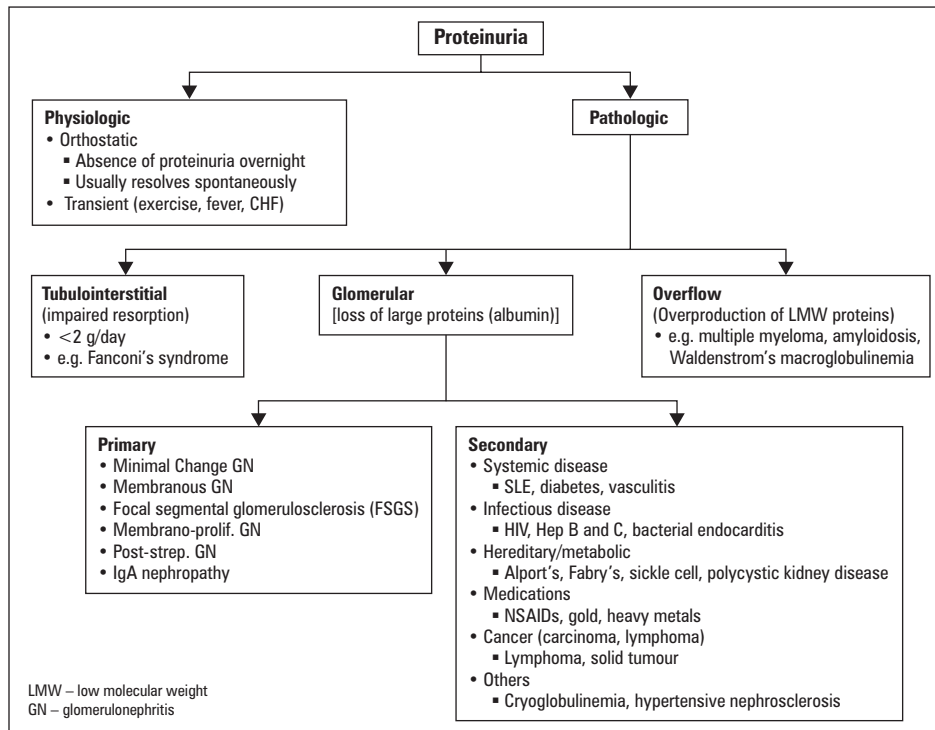 Proteinuria
Physiologic
• Orthostatic
▪ Absence of proteinuria overnight
▪ Usually resolves spontaneously
• Transient (exercise, fever, CHF)
Pathologic
Tubulointerstitial
(impaired resorption)
• <2 g/day
• e.g. Fanconi's syndrome
Glomerular
[loss of large proteins (albumin)]
Overflow
(Overproduction of LMW proteins)
• e.g. multiple myeloma, amyloidosis,
Waldenstrom's macroglobulinemia
Primary
• Minimal Change GN
• Membranous GN
• Focal segmental glomerulosclerosis (FSGS)
• Membrano-prolif. GN
• Post-strep. GN
• IgA nephropathy
Secondary
• Systemic disease
▪ SLE, diabetes, vasculitis
• Infectious disease
▪ HIV, Hep B and C, bacterial endocarditis
• Hereditary/metabolic
▪ Alport's, Fabry's, sickle cell, polycystic kidney disease
• Medications
▪ NSAIDs, gold, heavy metals
• Cancer (carcinoma, lymphoma)
▪ Lymphoma, solid tumour
• Others
▪ Cryoglobulinemia, hypertensive nephrosclerosis
LMW – low molecular weight
GN – glomerulonephritis